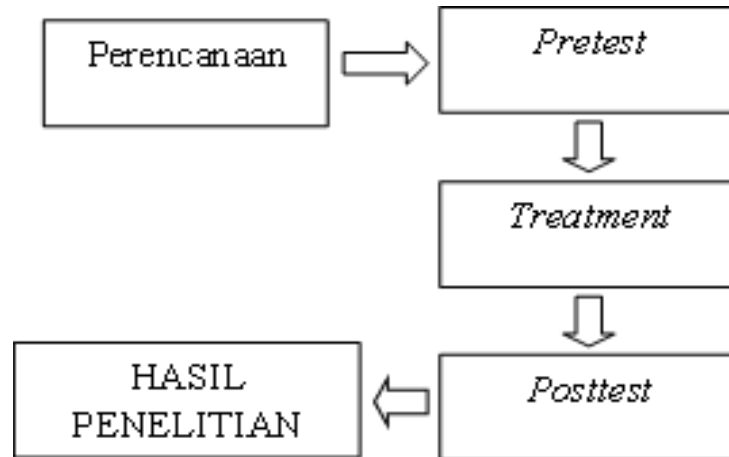 Perencanaan
Pretest
Treatment
Posttest
HASIL
PENELITIAN